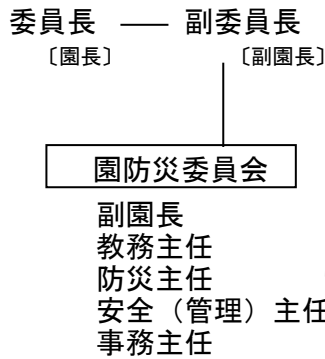 委員長 ―― 副委員長
〔園長〕 〔副園長〕
園防災委員会
副園長
教務主任
防災主任
安全（管理）主任
事務主任